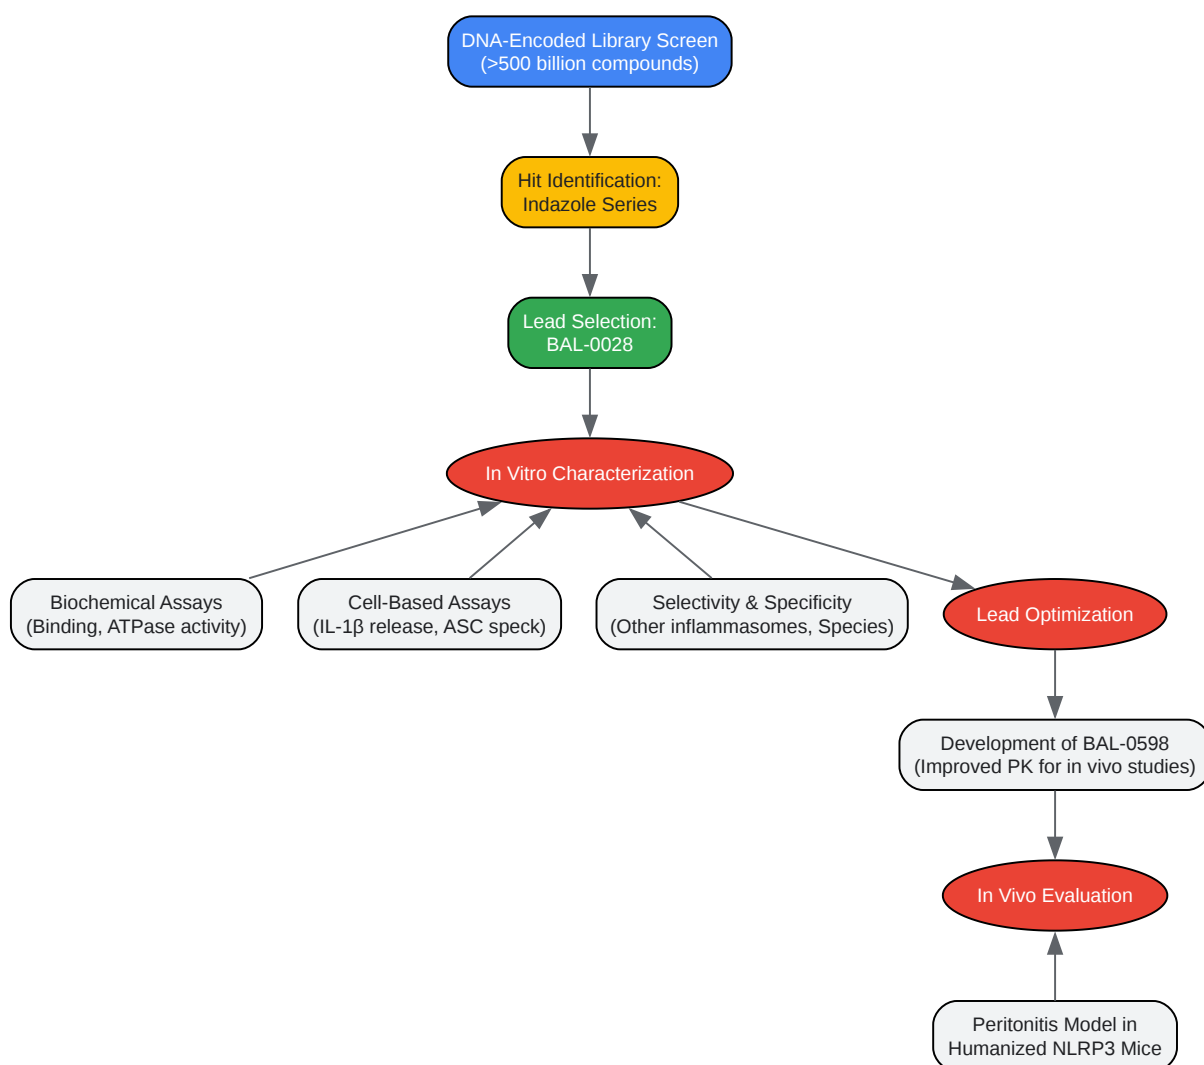 DNA-Encoded Library Screen
(>500 billion compounds)
Hit Identification:
Indazole Series
Lead Selection:
BAL-0028
In Vitro Characterization
Biochemical Assays
(Binding, ATPase activity)
Cell-Based Assays
(IL-1β release, ASC speck)
Selectivity & Specificity
(Other inflammasomes, Species)
Lead Optimization
Development of BAL-0598
(Improved PK for in vivo studies)
In Vivo Evaluation
Peritonitis Model in
Humanized NLRP3 Mice